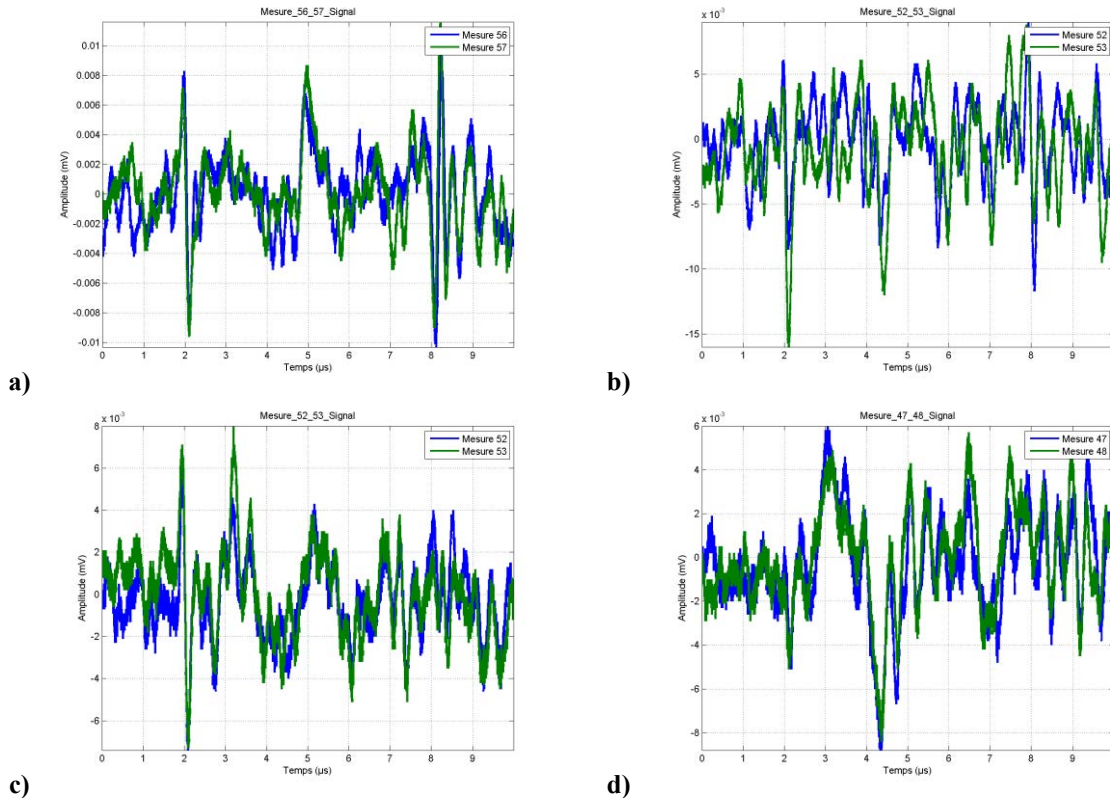 Mesure_56_57_Signal
0.01
0.008
0.006
0.004
0.002
0
-0.002
-0.004
-0.006
-0.008
-0.01
Amplitude (mV)
Mesure 56
Mesure 57
0 1 2 3 4 5 6 7 8 9
Temps (µs)
a)
Mesure_52_53_Signal
x 10⁻³
5
0
-5
-10
-15
Amplitude (mV)
Mesure 52
Mesure 53
0 1 2 3 4 5 6 7 8 9
Temps (µs)
b)
Mesure_52_53_Signal
x 10⁻³
8
6
4
2
0
-2
-4
-6
Amplitude (mV)
Mesure 52
Mesure 53
0 1 2 3 4 5 6 7 8 9
Temps (µs)
c)
Mesure_47_48_Signal
x 10⁻³
6
4
2
0
-2
-4
-6
-8
Amplitude (mV)
Mesure 47
Mesure 48
0 1 2 3 4 5 6 7 8 9
Temps (µs)
d)